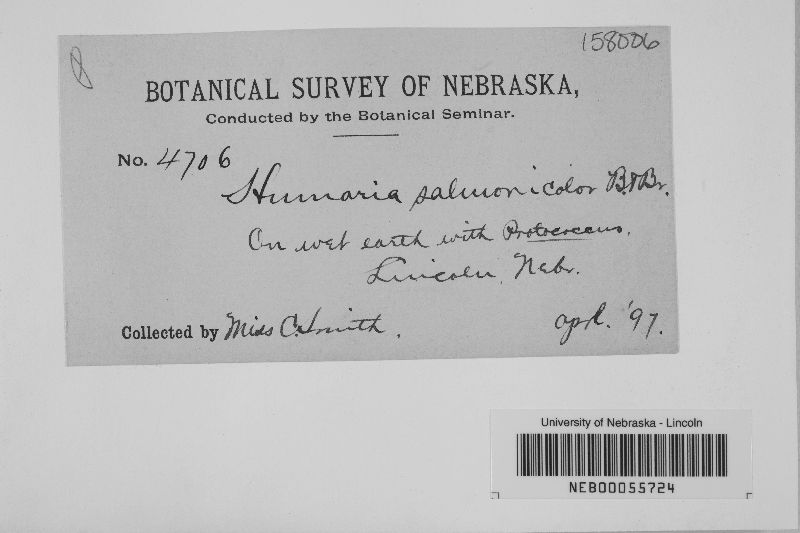 158006
BOTANICAL SURVEY OF NEBRASKA,
Conducted by the Botanical Seminar.
No. 4706
Humaria salmonicolor B.&Br.
On wet earth with Protococcus.
Lincoln, Nebr.
Collected by Miss C. Smith. Apl. '97.
University of Nebraska - Lincoln
NEB00055724